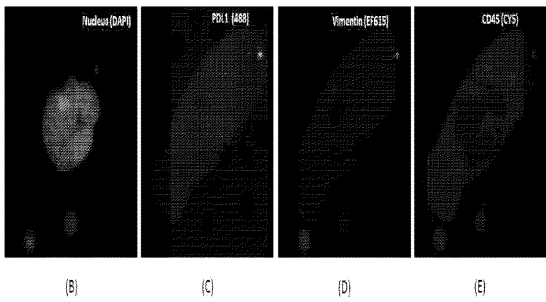 Nucleus (DAPI)
PDL1 (488)
Vimentin (EF615)
CD45 (CY5)
(B)
(C)
(D)
(E)